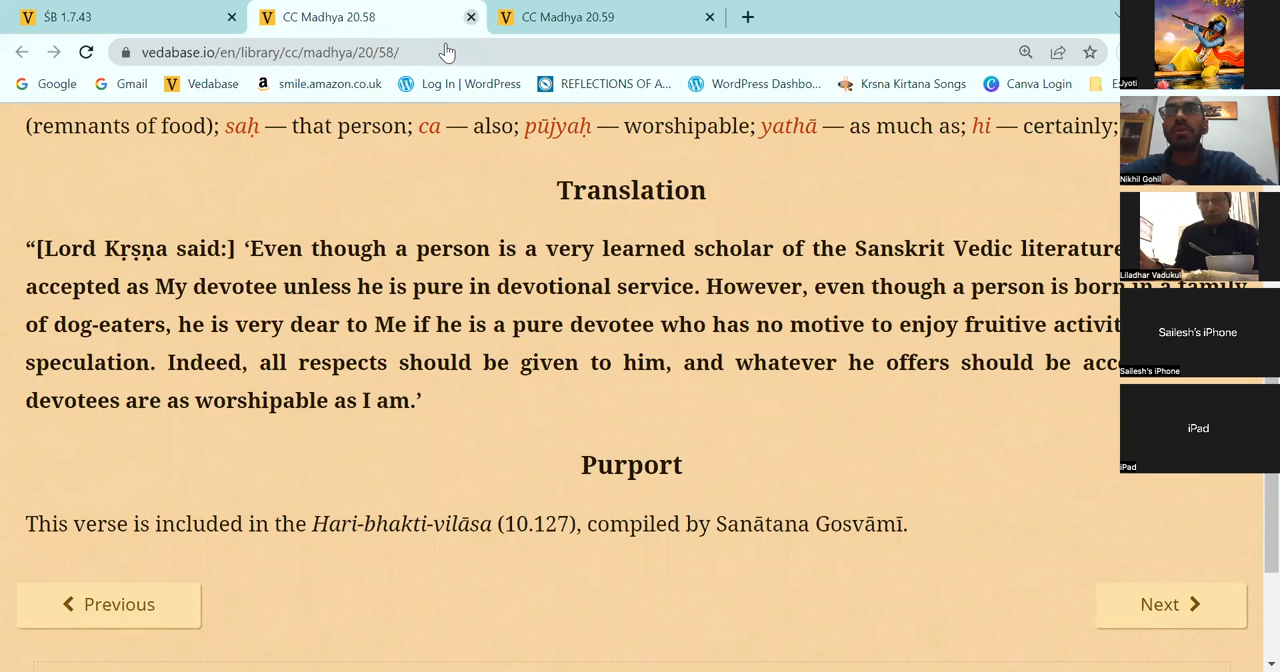 ŚB 1.7.43
CC Madhya 20.58
CC Madhya 20.59
vedabase.io/en/library/cc/madhya/20/58/
Google
Gmail
Vedabase
smile.amazon.co.uk
Log In | WordPress
REFLECTIONS OF A...
WordPress Dashbo...
Krsna Kirtana Songs
Canva Login
(remnants of food); saḥ — that person; ca — also; pūjyaḥ — worshipable; yathā — as much as; hi — certainly;
Translation
“[Lord Kṛṣṇa said:] ‘Even though a person is a very learned scholar of the Sanskrit Vedic literature
accepted as My devotee unless he is pure in devotional service. However, even though a person is born in a family
of dog-eaters, he is very dear to Me if he is a pure devotee who has no motive to enjoy fruitive activit
speculation. Indeed, all respects should be given to him, and whatever he offers should be acc
devotees are as worshipable as I am.’
Purport
This verse is included in the Hari-bhakti-vilāsa (10.127), compiled by Sanātana Gosvāmī.
Previous
Next
Jyoti
Nikhil Gohil
Liladhar Vadukul
Sailesh's iPhone
Sailesh's iPhone
iPad
iPad